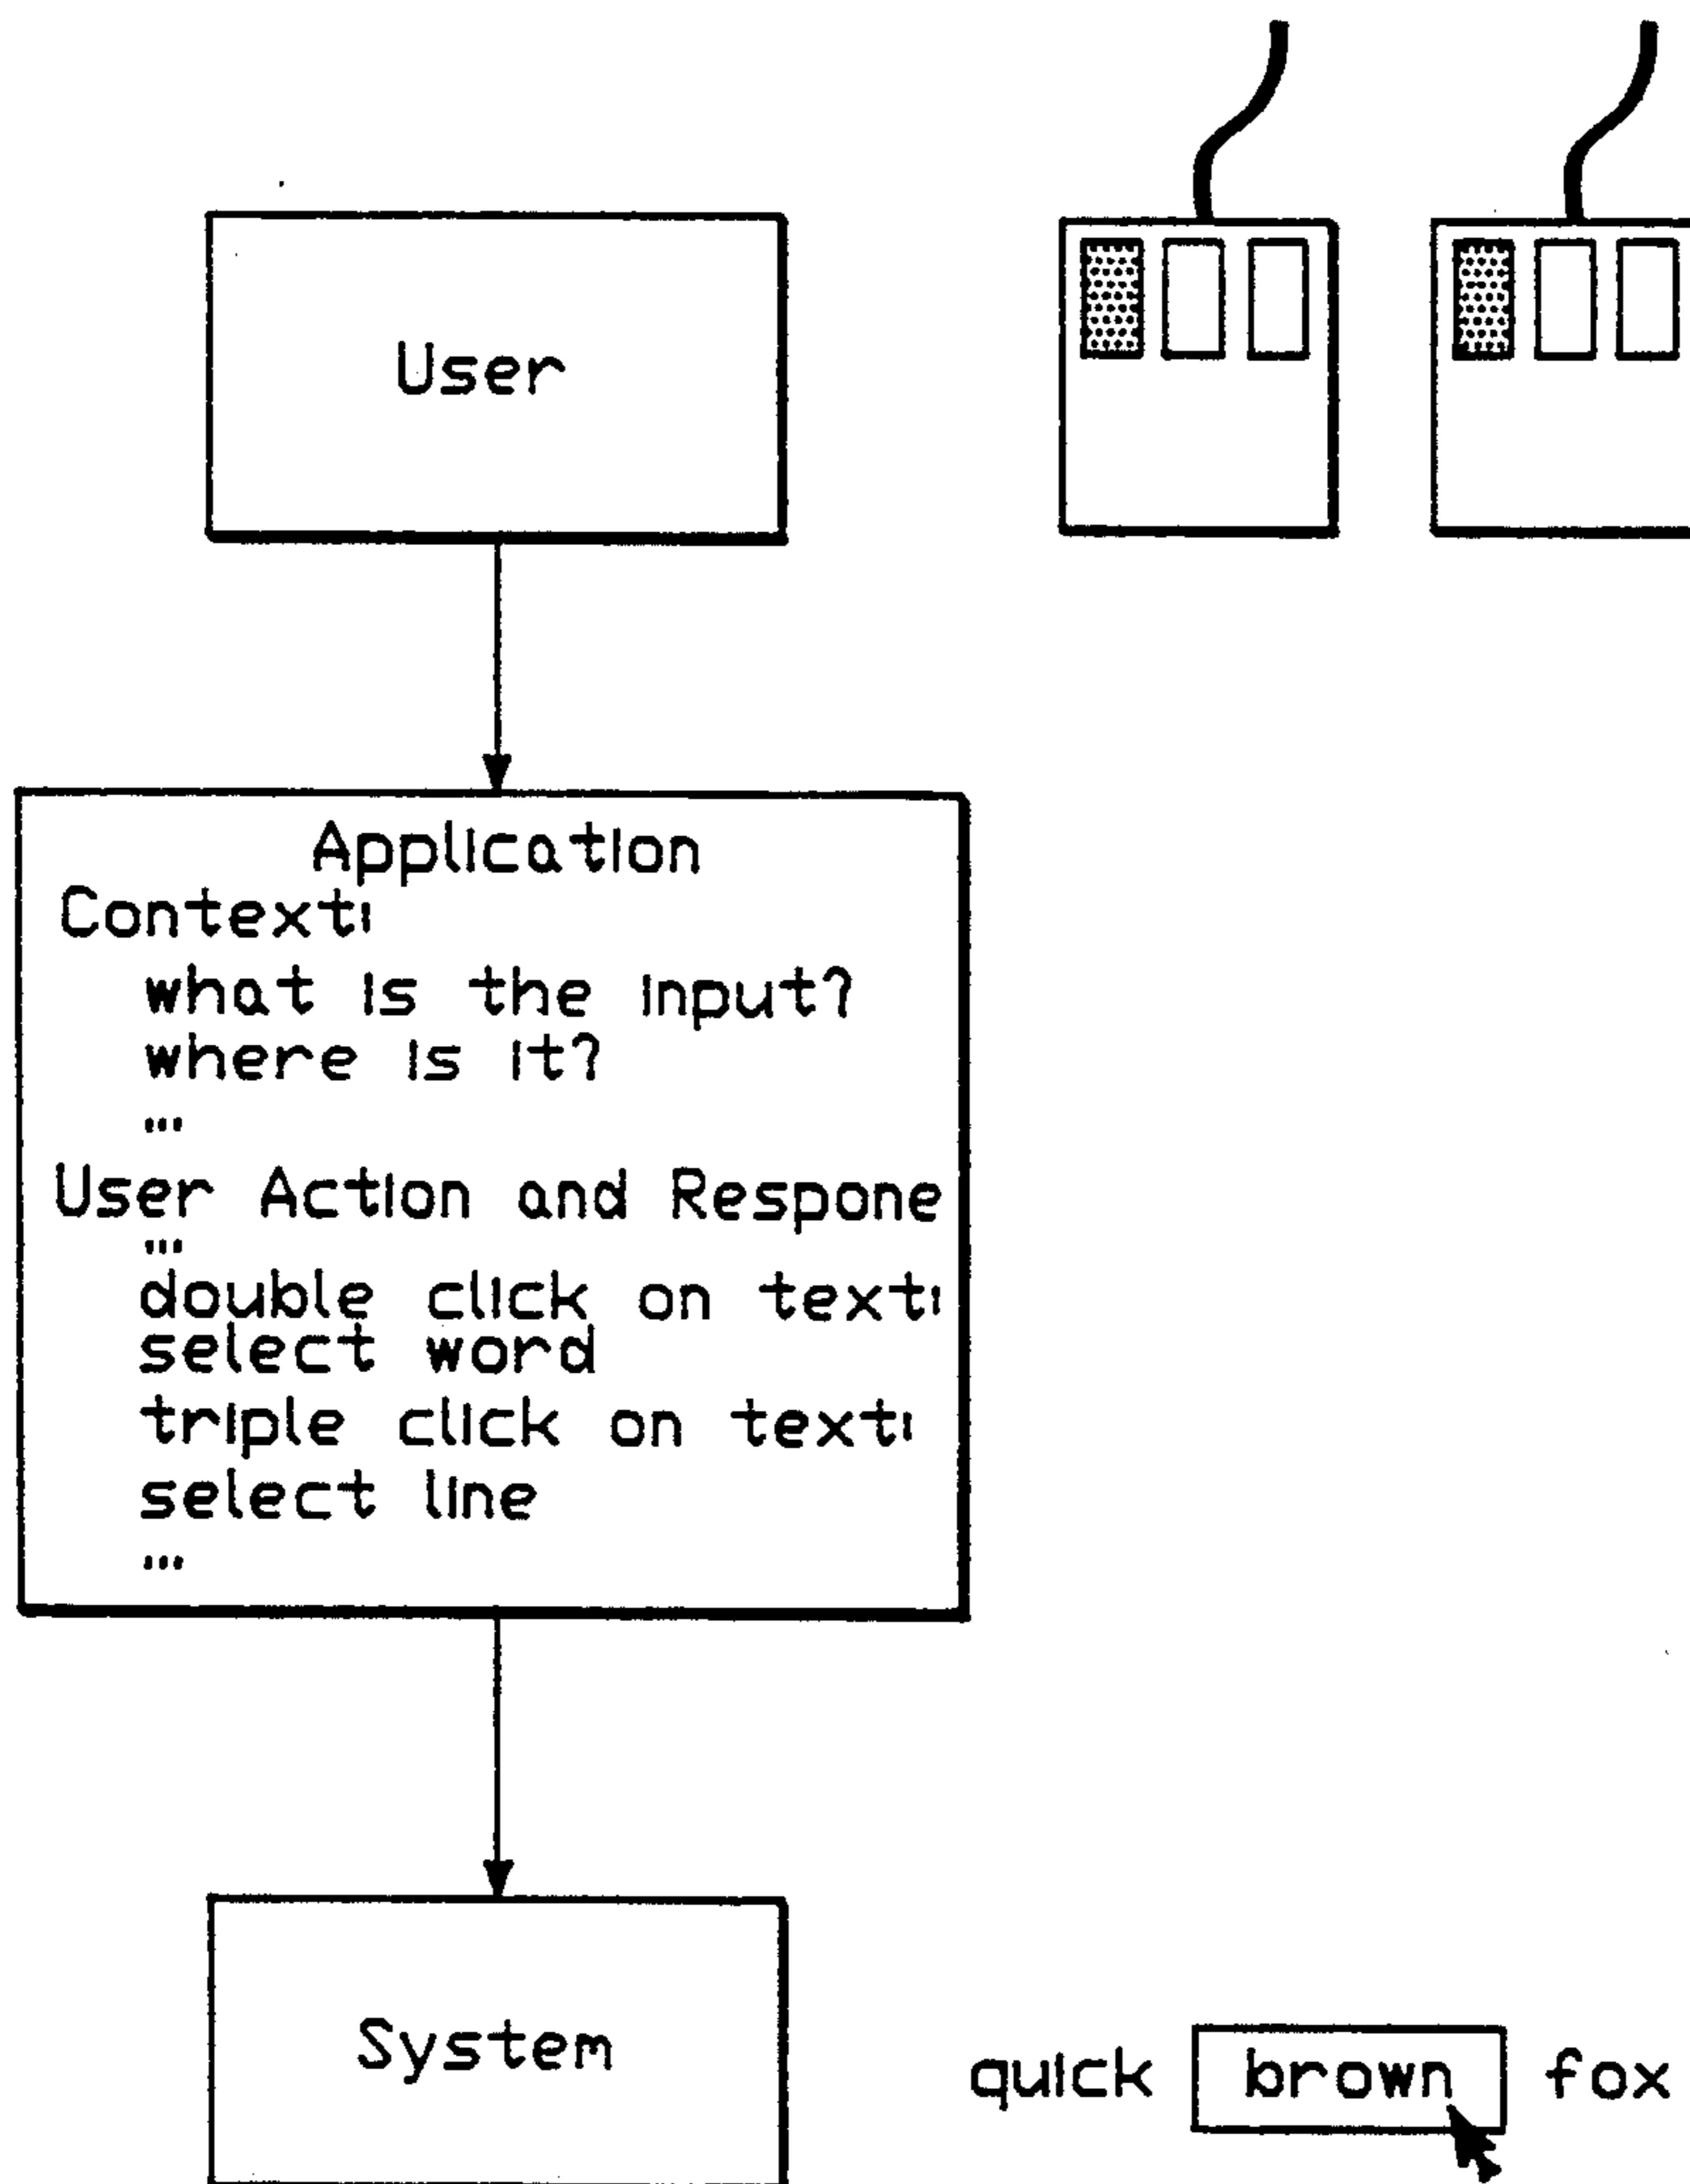 User
Application
Context:
what is the input?
where is it?
...
User Action and Respone
...
double click on text:
select word
triple click on text:
select line
...
System
quick brown fox